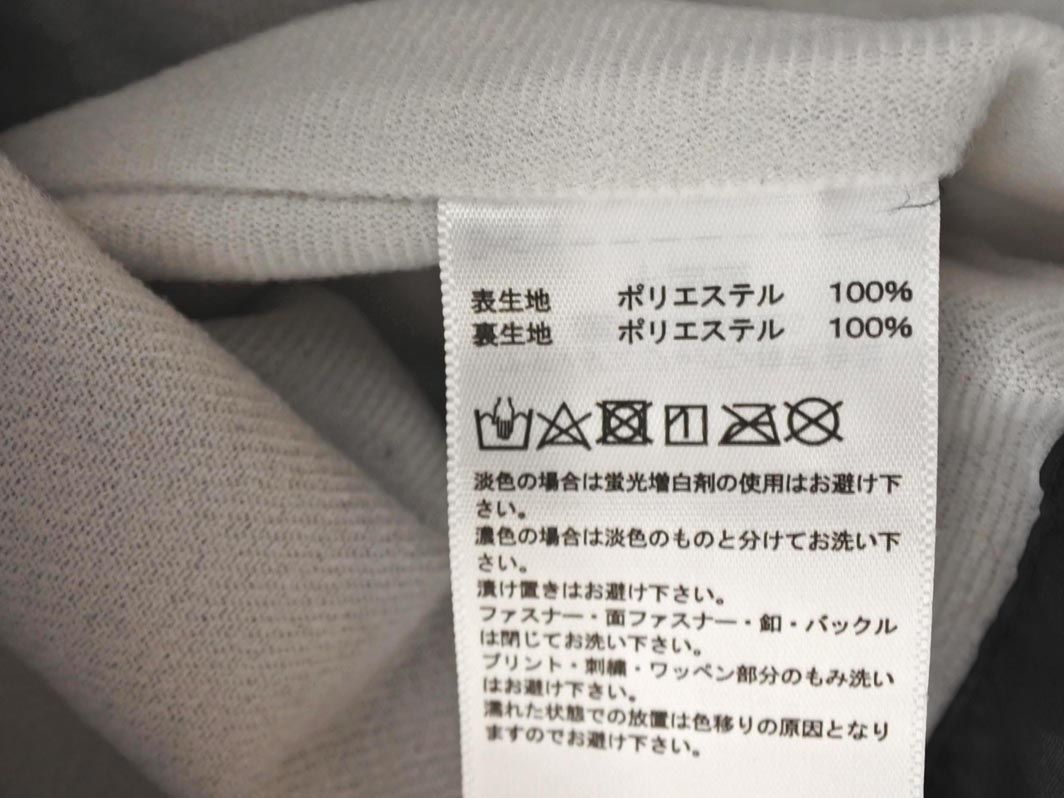 表生地 ポリエステル 100%
裏生地 ポリエステル 100%
淡色の場合は蛍光増白剤の使用はお避け下
さい。
濃色の場合は淡色のものと分けてお洗い下
さい。
漬け置きはお避け下さい。
ファスナー・面ファスナー・釦・バックル
は閉じてお洗い下さい。
プリント・刺繍・ワッペン部分のもみ洗い
はお避け下さい。
濡れた状態での放置は色移りの原因となり
ますのでお避け下さい。